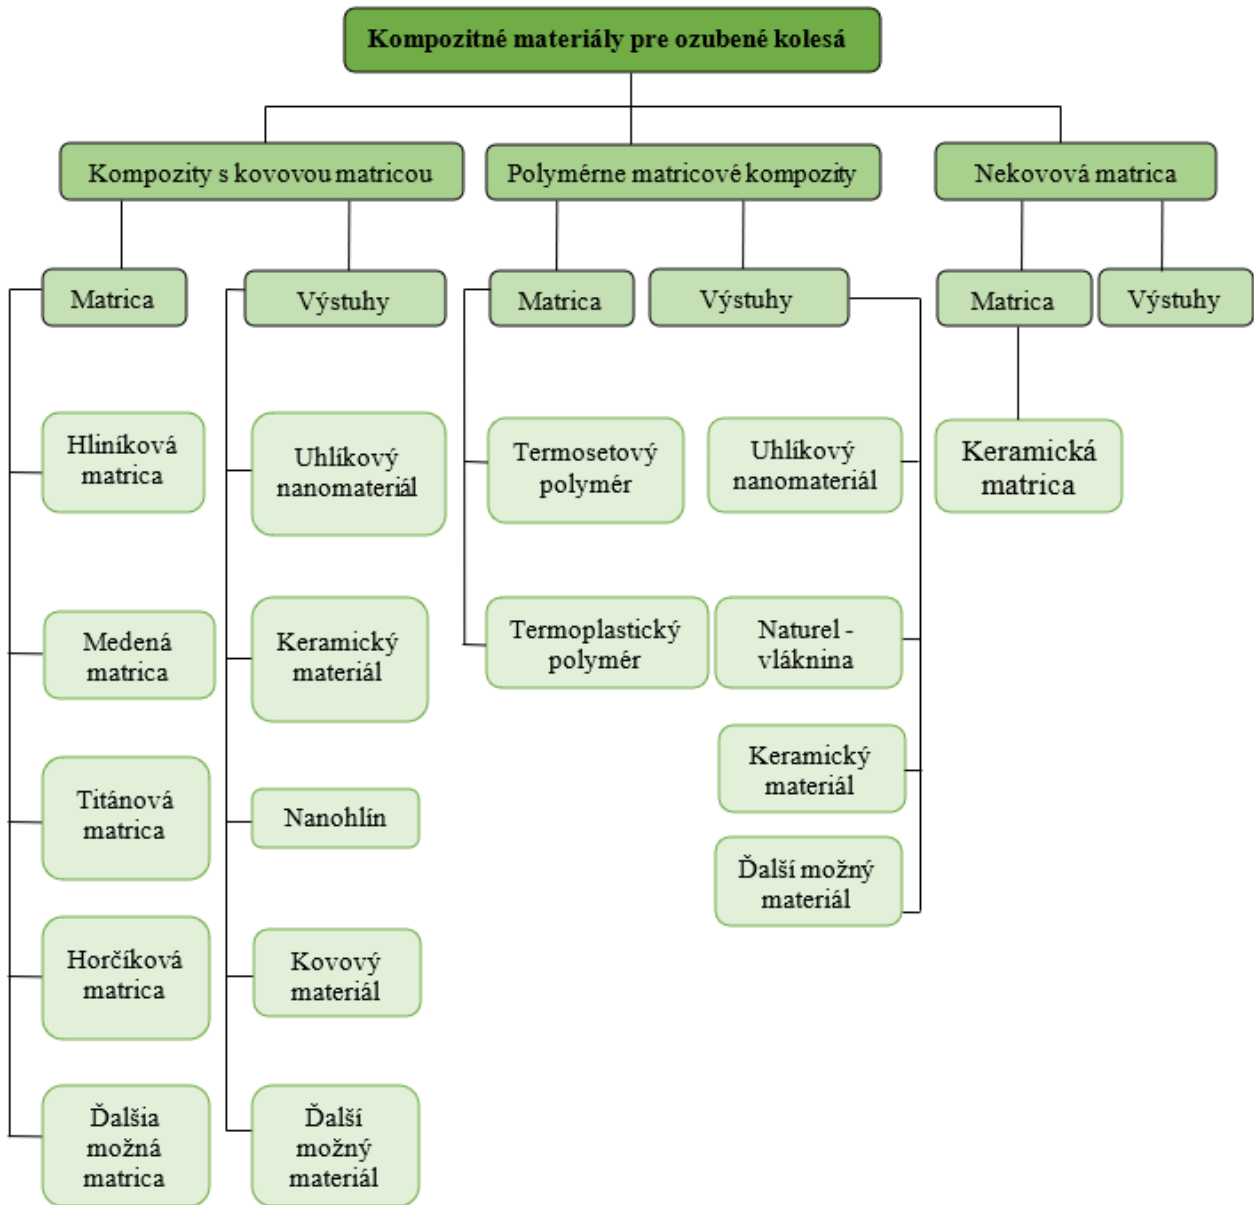 Kompozitné materiály pre ozubené kolesá
Kompozity s kovovou matricou
Polymérne matricové kompozity
Nekovová matrica
Matrica
Výstuhy
Matrica
Výstuhy
Matrica
Výstuhy
Hliníková
matrica
Uhlíkový
nanomateriál
Termosetový
polymér
Uhlíkový
nanomateriál
Keramická
matrica
Medená
matrica
Keramický
materiál
Termoplastický
polymér
Naturel -
vláknina
Titánová
matrica
Nanohlín
Keramický
materiál
Ďalší možný
materiál
Horčíková
matrica
Kovový
materiál
Ďalšia
možná
matrica
Ďalší
možný
materiál